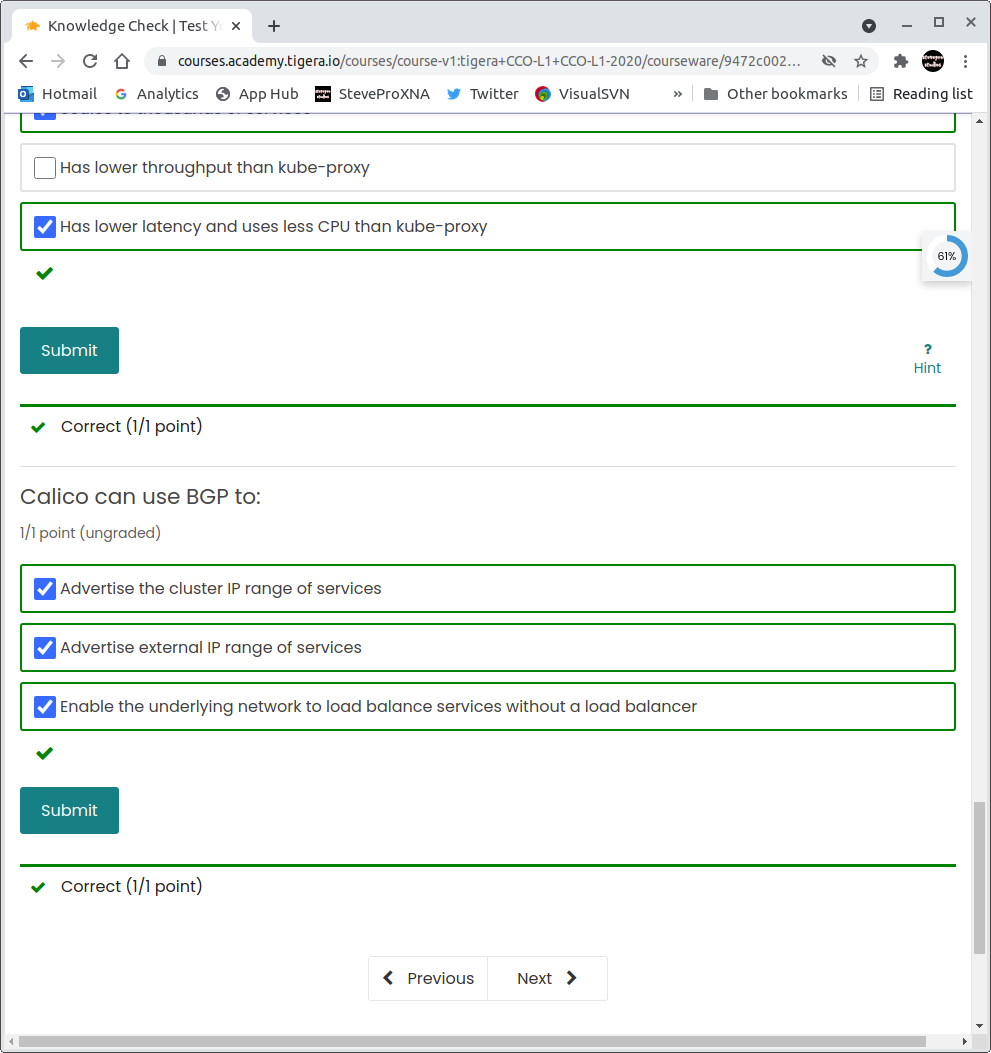 Knowledge Check | Test Yo
courses.academy.tigera.io/courses/course-v1:tigera+CCO-L1+CCO-L1-2020/courseware/9472c002...
Hotmail Analytics App Hub SteveProXNA Twitter VisualSVN » Other bookmarks Reading list
Has lower throughput than kube-proxy
Has lower latency and uses less CPU than kube-proxy
61%
Submit
?
Hint
Correct (1/1 point)
Calico can use BGP to:
1/1 point (ungraded)
Advertise the cluster IP range of services
Advertise external IP range of services
Enable the underlying network to load balance services without a load balancer
Submit
Correct (1/1 point)
Previous Next